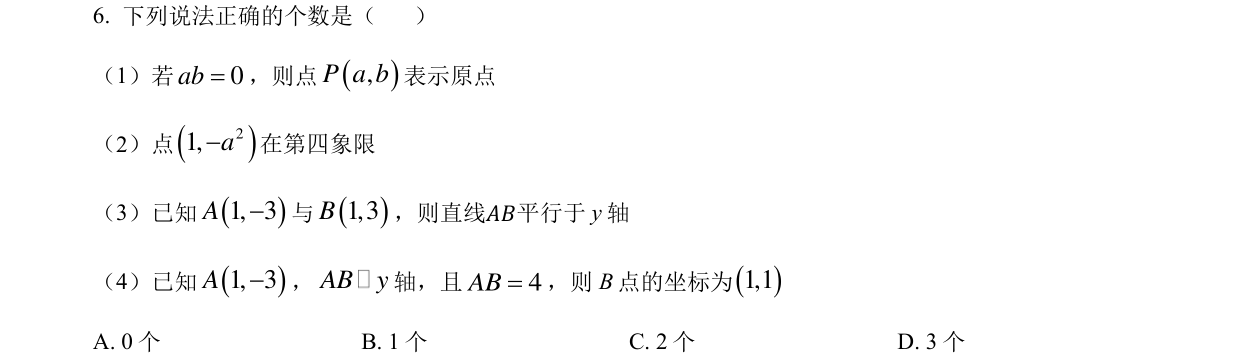 6. 下列说法正确的个数是（ ）
（1）若 ab = 0，则点 P(a,b) 表示原点
（2）点 (1,−a²) 在第四象限
（3）已知 A(1,−3) 与 B(1,3)，则直线AB平行于 y 轴
（4）已知 A(1,−3)， AB□ y 轴，且 AB = 4，则 B 点的坐标为 (1,1)
A. 0 个 B. 1 个 C. 2 个 D. 3 个